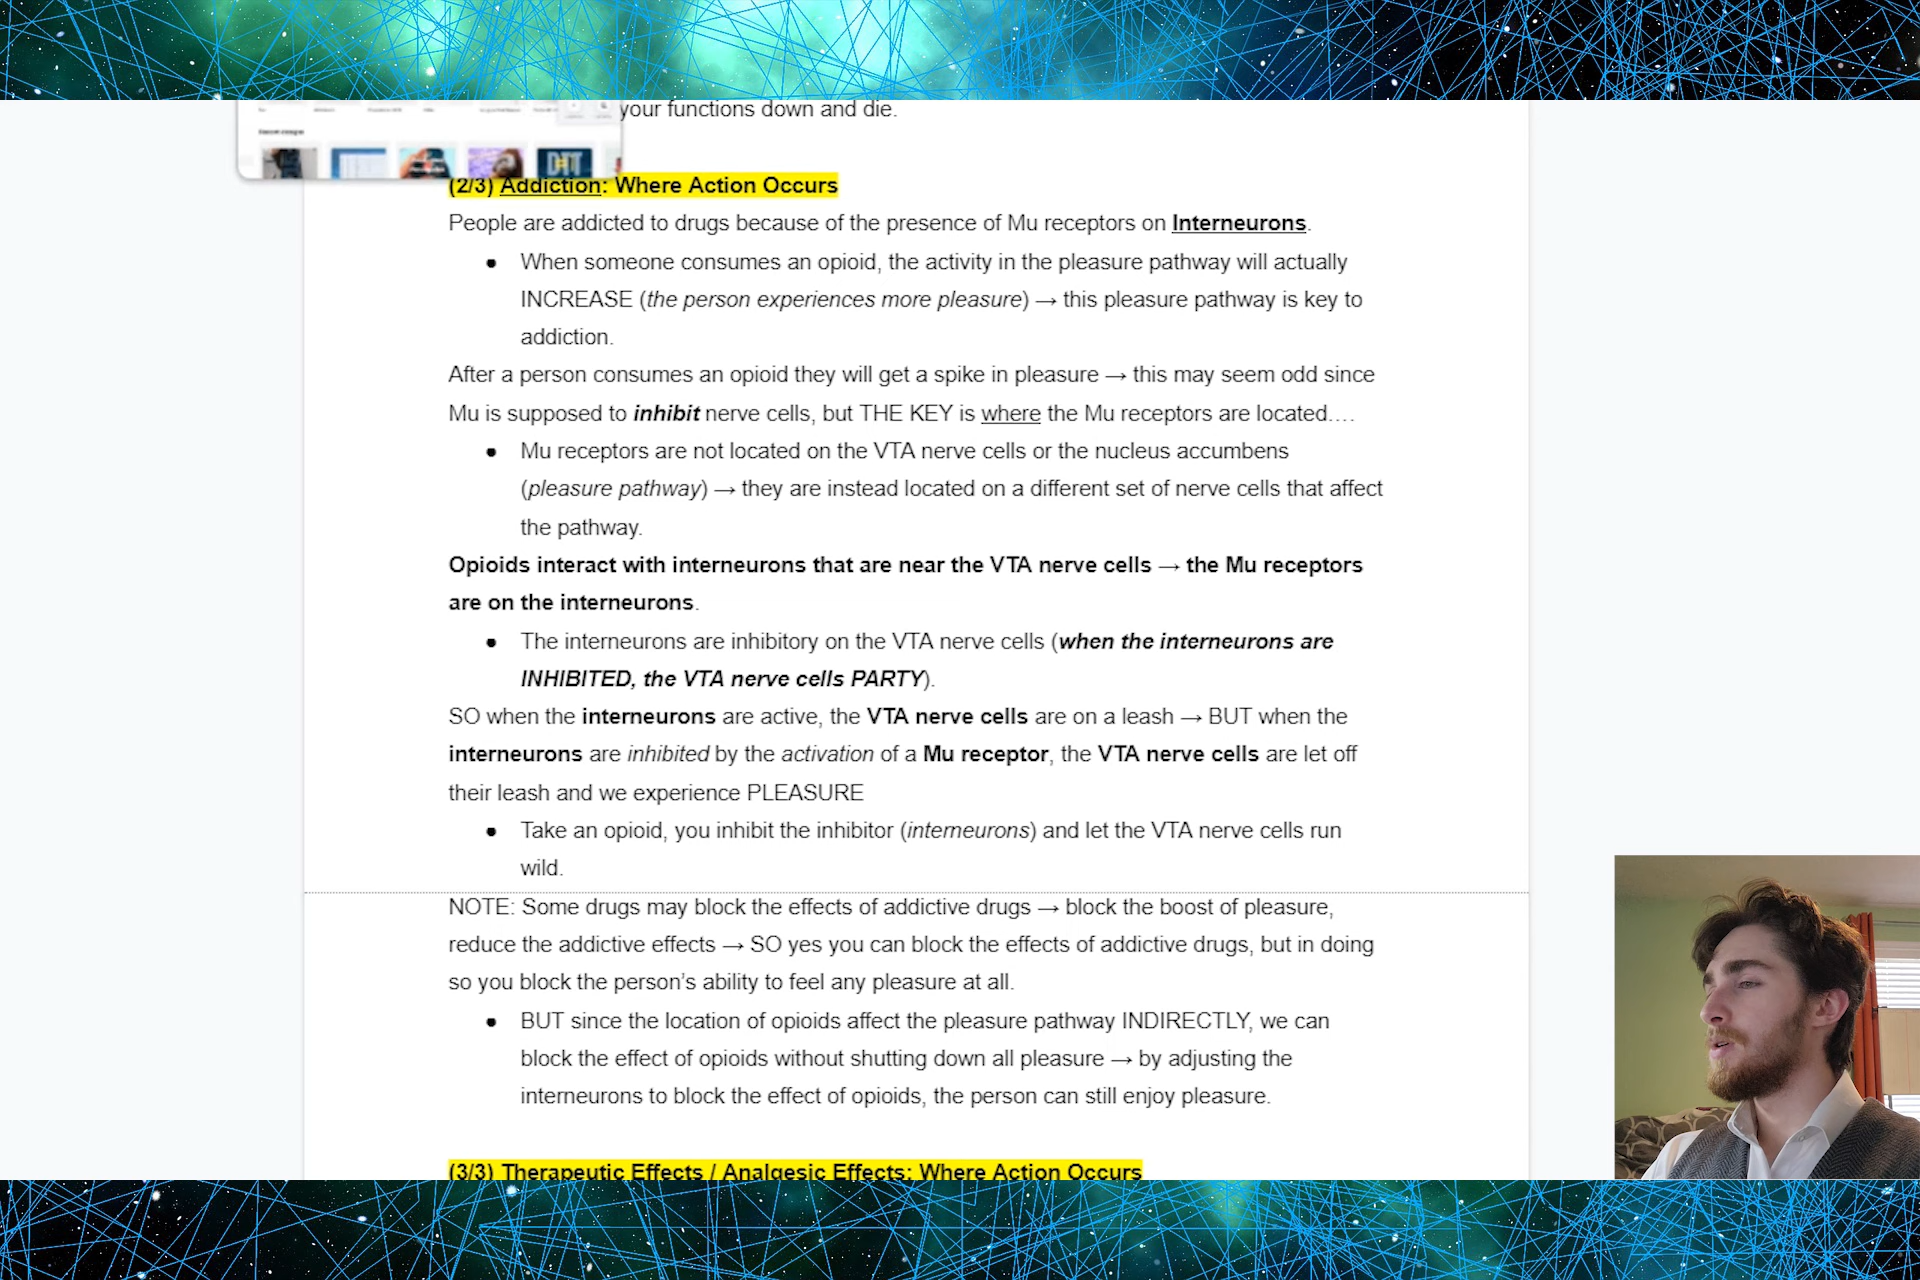 your functions down and die.
DTT
(2/3) Addiction: Where Action Occurs
People are addicted to drugs because of the presence of Mu receptors on Interneurons.
● When someone consumes an opioid, the activity in the pleasure pathway will actually
INCREASE (the person experiences more pleasure) → this pleasure pathway is key to
addiction.
After a person consumes an opioid they will get a spike in pleasure → this may seem odd since
Mu is supposed to inhibit nerve cells, but THE KEY is where the Mu receptors are located….
● Mu receptors are not located on the VTA nerve cells or the nucleus accumbens
(pleasure pathway) → they are instead located on a different set of nerve cells that affect
the pathway.
Opioids interact with interneurons that are near the VTA nerve cells → the Mu receptors
are on the interneurons.
● The interneurons are inhibitory on the VTA nerve cells (when the interneurons are
INHIBITED, the VTA nerve cells PARTY).
SO when the interneurons are active, the VTA nerve cells are on a leash → BUT when the
interneurons are inhibited by the activation of a Mu receptor, the VTA nerve cells are let off
their leash and we experience PLEASURE
● Take an opioid, you inhibit the inhibitor (interneurons) and let the VTA nerve cells run
wild.
NOTE: Some drugs may block the effects of addictive drugs → block the boost of pleasure,
reduce the addictive effects → SO yes you can block the effects of addictive drugs, but in doing
so you block the person's ability to feel any pleasure at all.
● BUT since the location of opioids affect the pleasure pathway INDIRECTLY, we can
block the effect of opioids without shutting down all pleasure → by adjusting the
interneurons to block the effect of opioids, the person can still enjoy pleasure.
(3/3) Therapeutic Effects / Analgesic Effects: Where Action Occurs